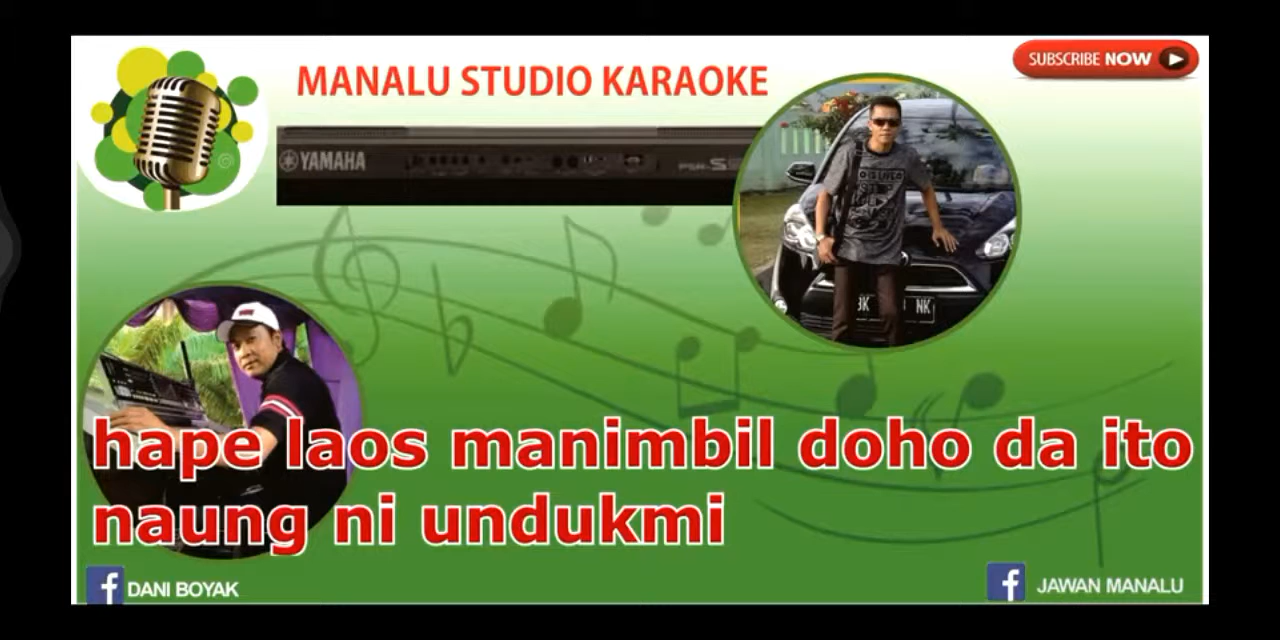 MANALU STUDIO KARAOKE
SUBSCRIBE NOW
YAMAHA
hape laos manimbil doho da ito
naung ni undukmi
DANI BOYAK
JAWAN MANALU